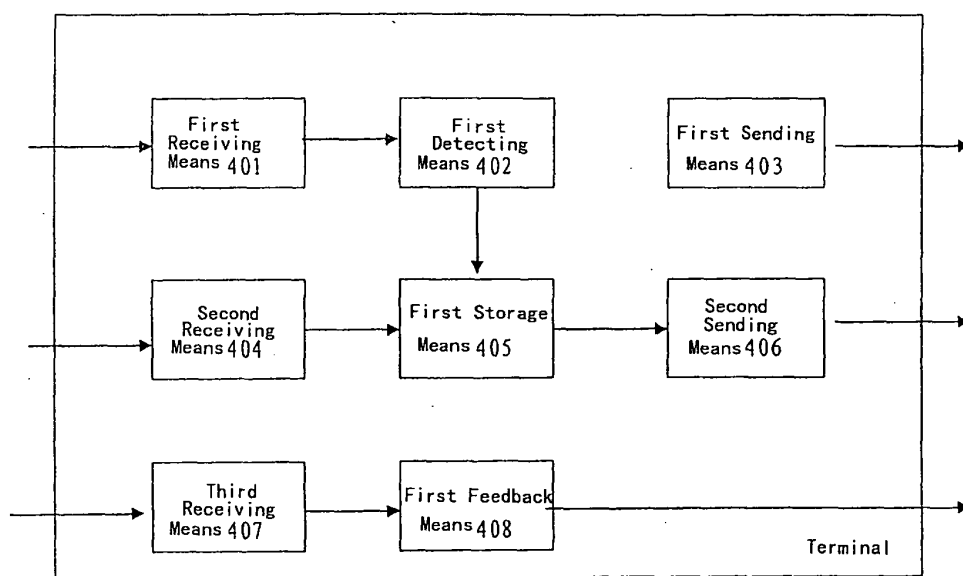 First
Receiving
Means 401
First
Detecting
Means 402
First Sending
Means 403
Second
Receiving
Means 404
First Storage
Means 405
Second
Sending
Means 406
Third
Receiving
Means 407
First Feedback
Means 408
Terminal